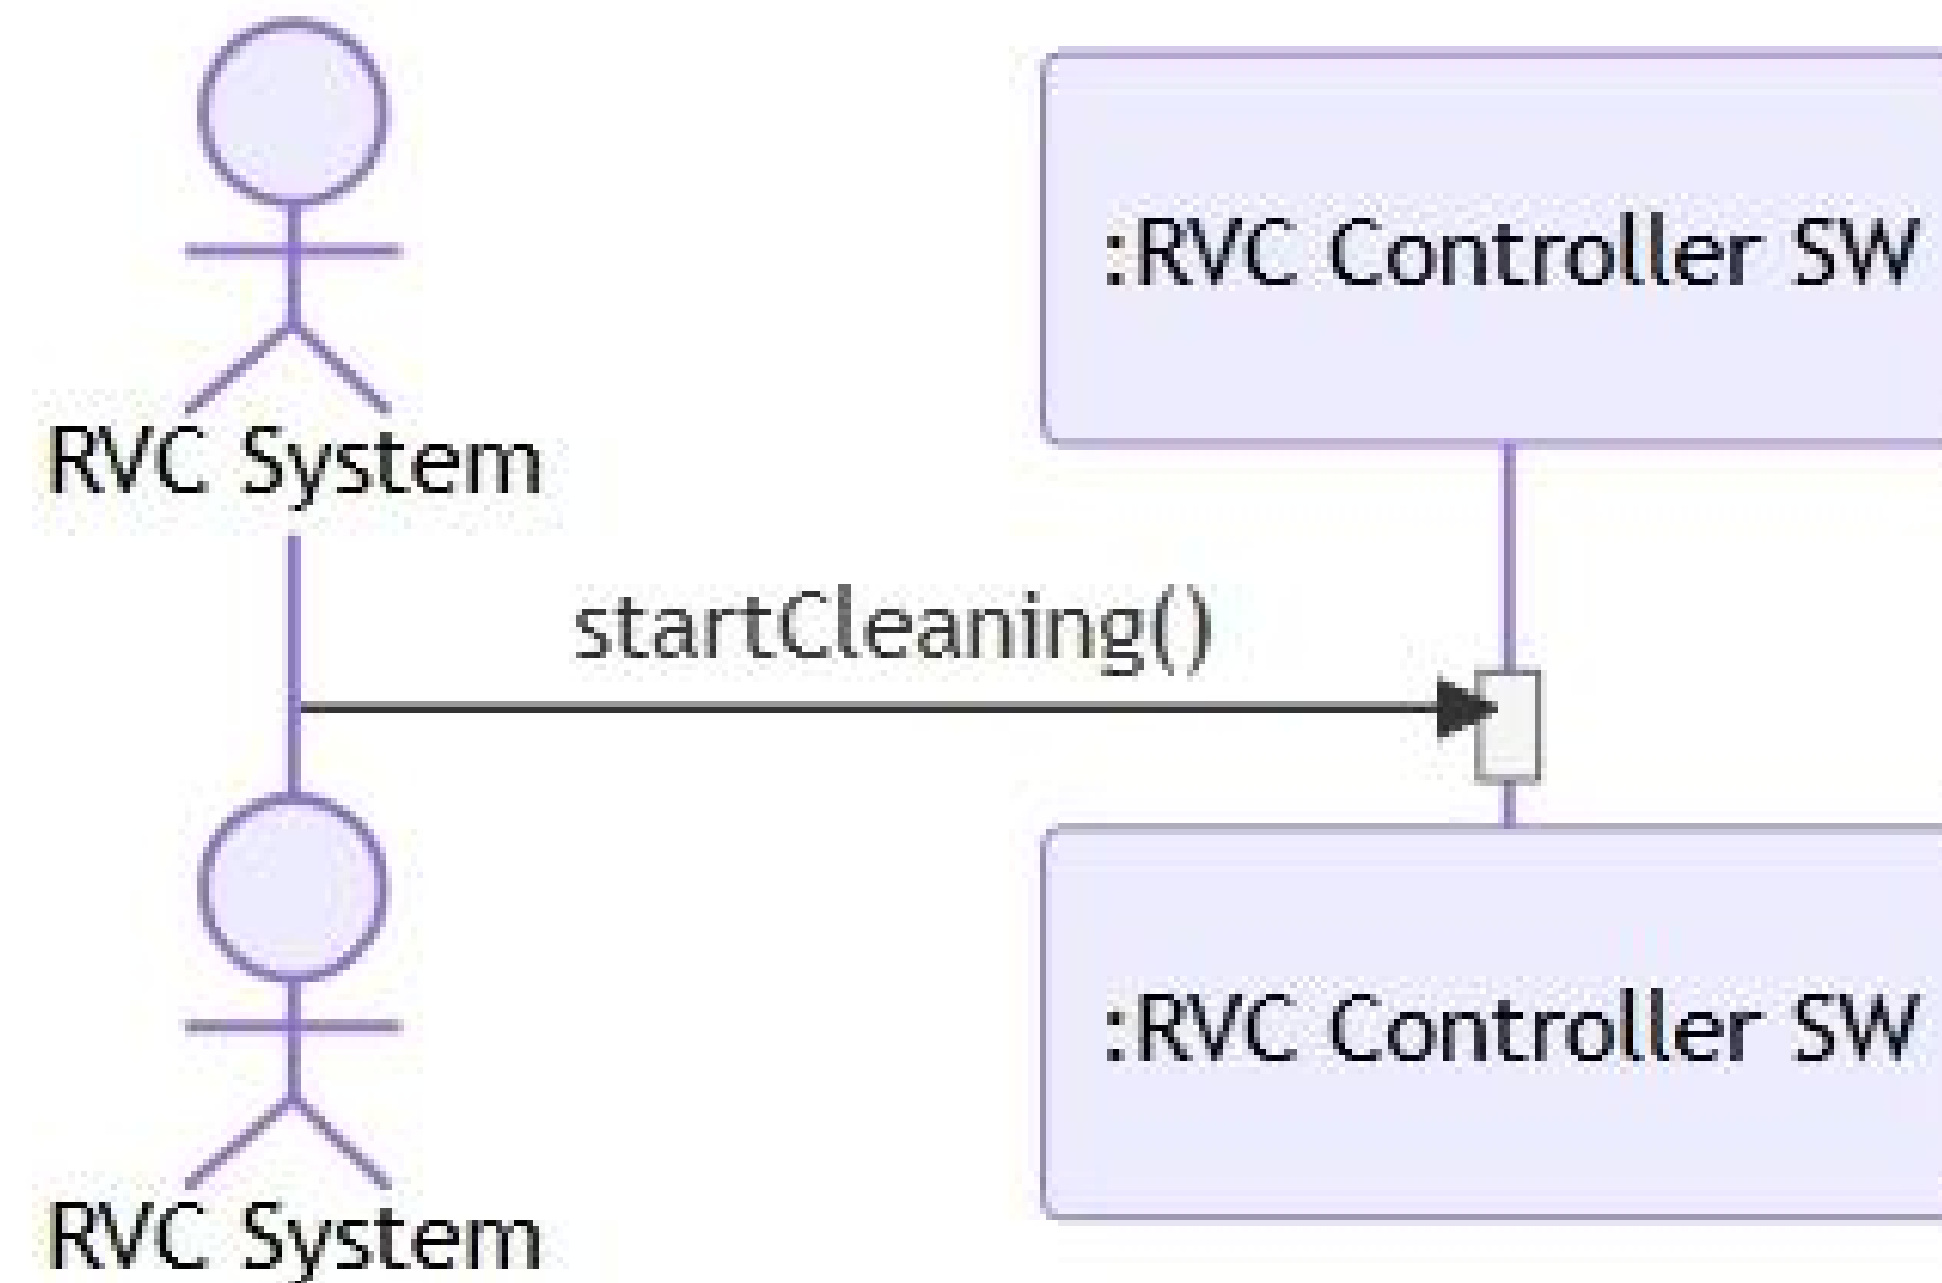 RVC System
:RVC Controller SW
startCleaning()
RVC System
:RVC Controller SW